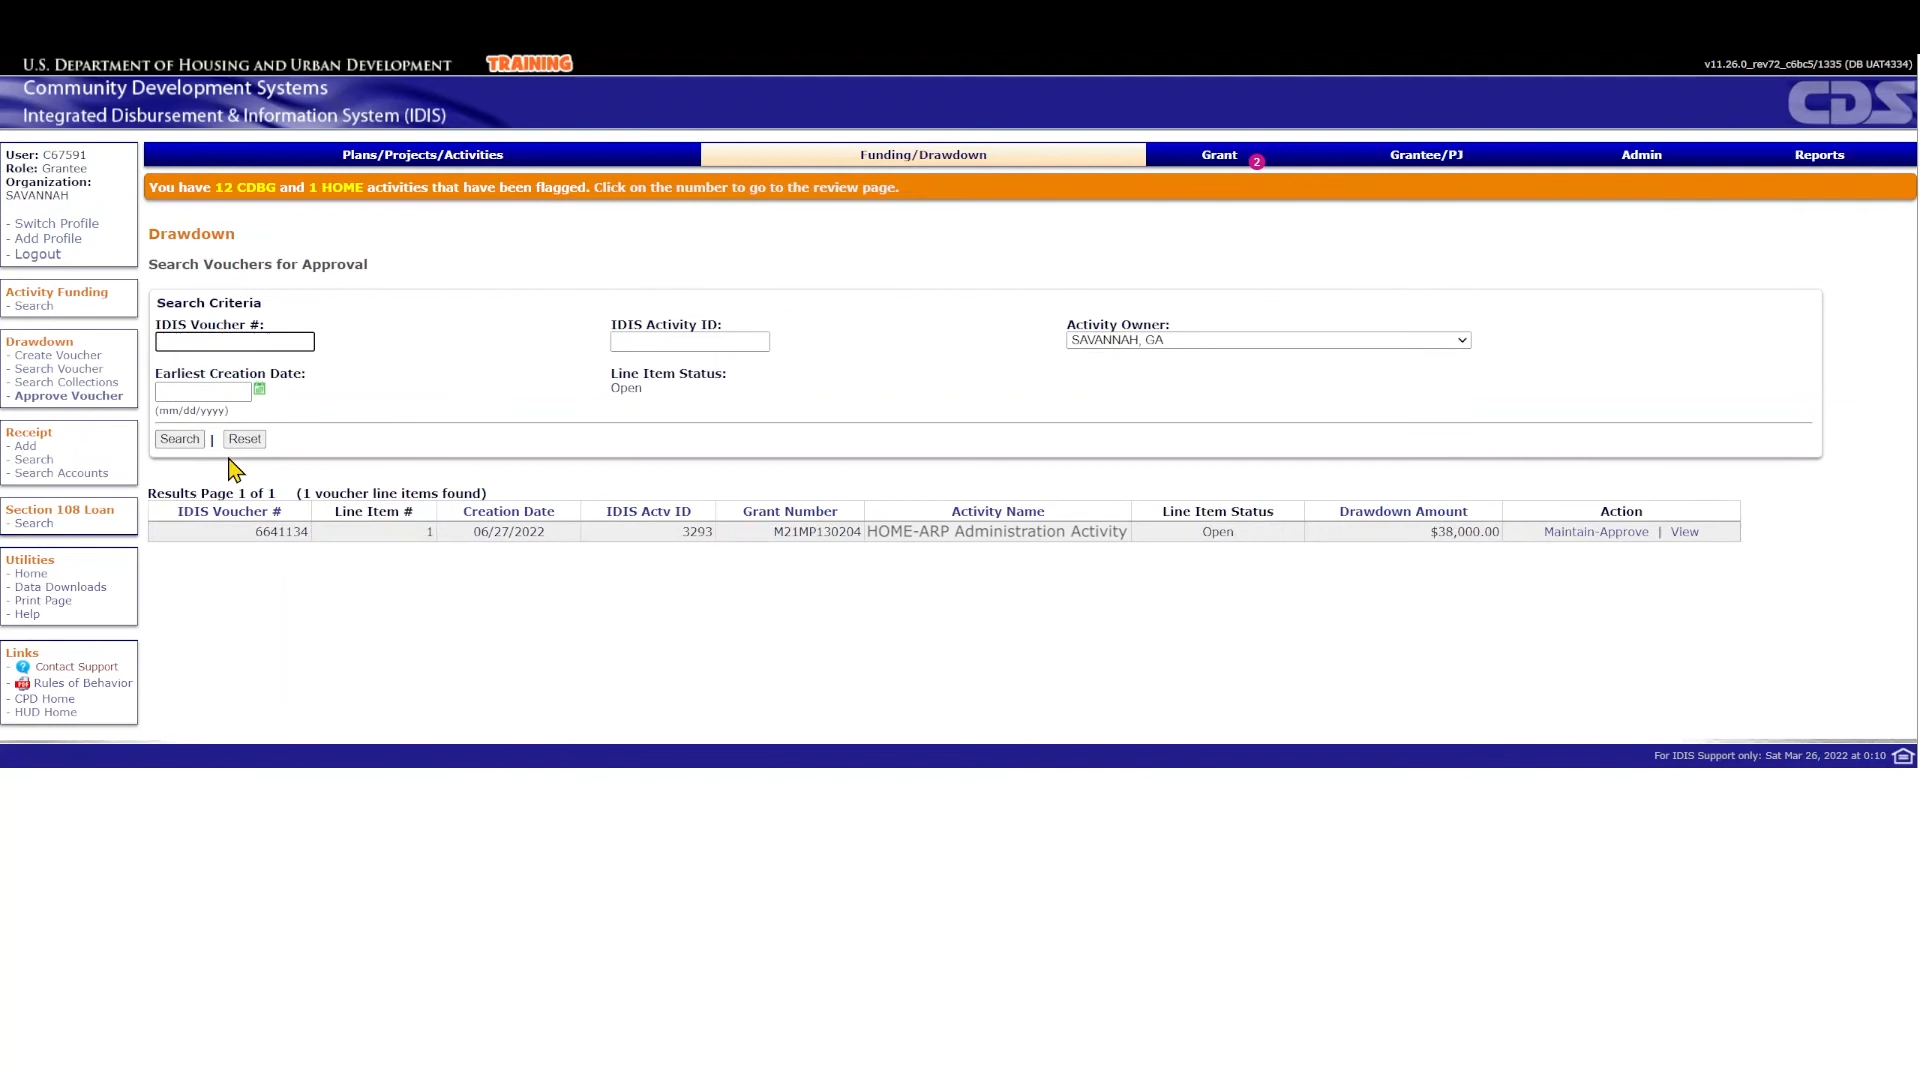 U.S. DEPARTMENT OF HOUSING AND URBAN DEVELOPMENT TRAINING v11.26.0_rev72_c6bc5/1335 (DB UAT4334)
Community Development Systems
Integrated Disbursement & Information System (IDIS)
CDS
User: C67591
Role: Grantee
Organization:
SAVANNAH
- Switch Profile
- Add Profile
- Logout
Activity Funding
- Search
Drawdown
- Create Voucher
- Search Voucher
- Search Collections
- Approve Voucher
Receipt
- Add
- Search
- Search Accounts
Section 108 Loan
- Search
Utilities
- Home
- Data Downloads
- Print Page
- Help
Links
- ? Contact Support
- Rules of Behavior
- CPD Home
- HUD Home
Plans/Projects/Activities Funding/Drawdown Grant 2 Grantee/PJ Admin Reports
You have 12 CDBG and 1 HOME activities that have been flagged. Click on the number to go to the review page.
Drawdown
Search Vouchers for Approval
Search Criteria
IDIS Voucher #: IDIS Activity ID: Activity Owner:
SAVANNAH, GA
Earliest Creation Date: Line Item Status:
Open
(mm/dd/yyyy)
Search | Reset
Results Page 1 of 1 (1 voucher line items found)
IDIS Voucher # Line Item # Creation Date IDIS Actv ID Grant Number Activity Name Line Item Status Drawdown Amount Action
6641134 1 06/27/2022 3293 M21MP130204 HOME-ARP Administration Activity Open $38,000.00 Maintain-Approve | View
For IDIS Support only: Sat Mar 26, 2022 at 0:10